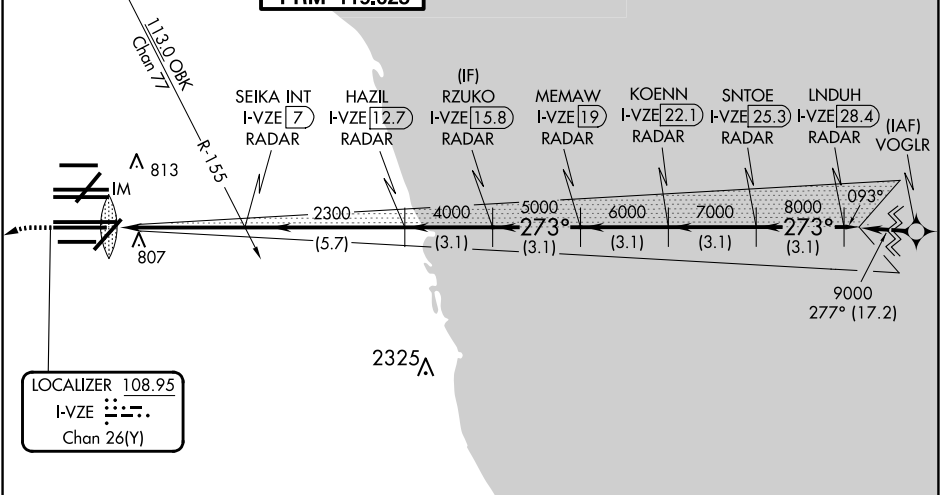 113.0 OBK
Chan 77
R-155
SEIKA INT
I-VZE 7
RADAR
HAZIL
I-VZE 12.7
RADAR
(IF)
RZUKO
I-VZE 15.8
RADAR
MEMAW
I-VZE 19
RADAR
KOENN
I-VZE 22.1
RADAR
SNTOE
I-VZE 25.3
RADAR
LNDUH
I-VZE 28.4
RADAR
(IAF)
VOGLR
813
IM
807
2300
4000
5000
6000
7000
8000
093°
273°
273°
(5.7)
(3.1)
(3.1)
(3.1)
(3.1)
(3.1)
9000
277° (17.2)
2325
LOCALIZER 108.95
I-VZE
Chan 26(Y)